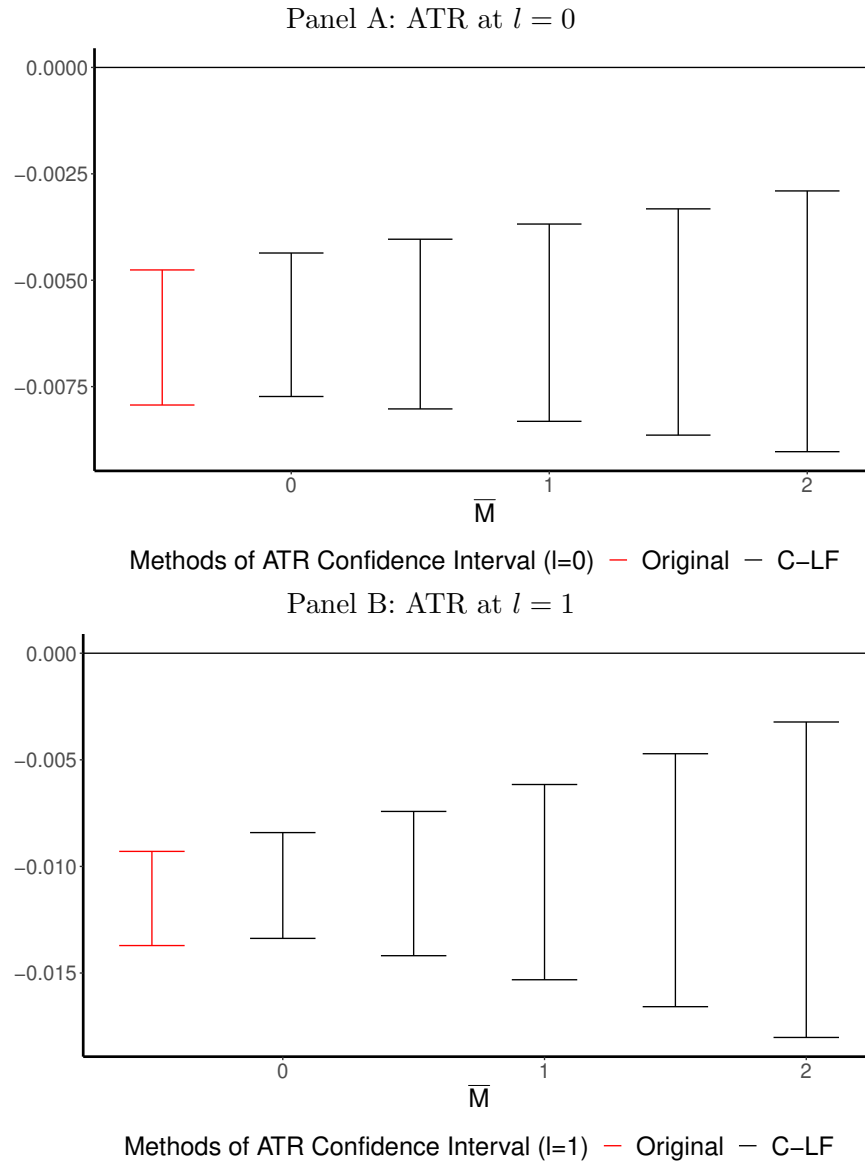 Panel A: ATR at l = 0
0.0000
−0.0025
−0.0050
−0.0075
0 1 2
M̅
Methods of ATR Confidence Interval (l=0) Original C−LF
Panel B: ATR at l = 1
0.000
−0.005
−0.010
−0.015
0 1 2
M̅
Methods of ATR Confidence Interval (l=1) Original C−LF